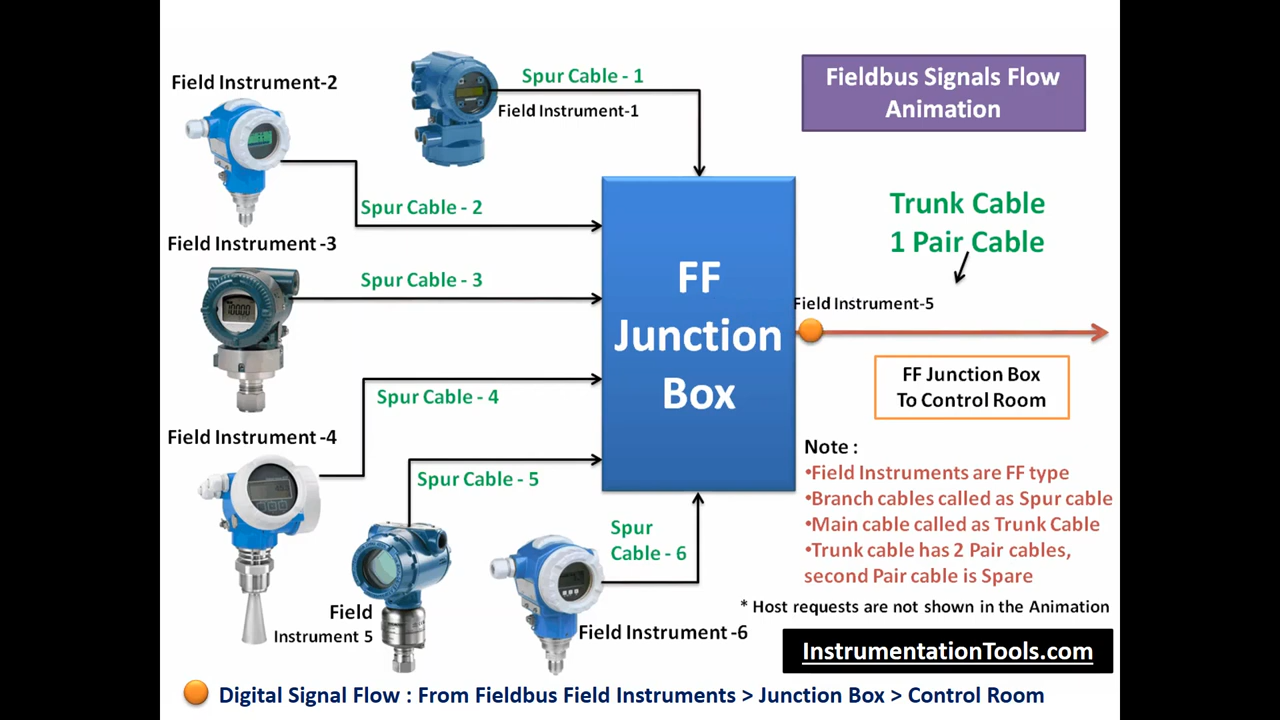 Field Instrument-2
Spur Cable - 1
Field Instrument-1
Fieldbus Signals Flow
Animation
Spur Cable - 2
Trunk Cable
1 Pair Cable
Field Instrument -3
Spur Cable - 3
100.00
FF
Junction
Box
Field Instrument-5
FF Junction Box
To Control Room
Spur Cable - 4
Field Instrument -4
Spur Cable - 5
Spur
Cable - 6
Field
Instrument 5
Field Instrument -6
Note :
•Field Instruments are FF type
•Branch cables called as Spur cable
•Main cable called as Trunk Cable
•Trunk cable has 2 Pair cables,
second Pair cable is Spare
* Host requests are not shown in the Animation
InstrumentationTools.com
Digital Signal Flow : From Fieldbus Field Instruments > Junction Box > Control Room